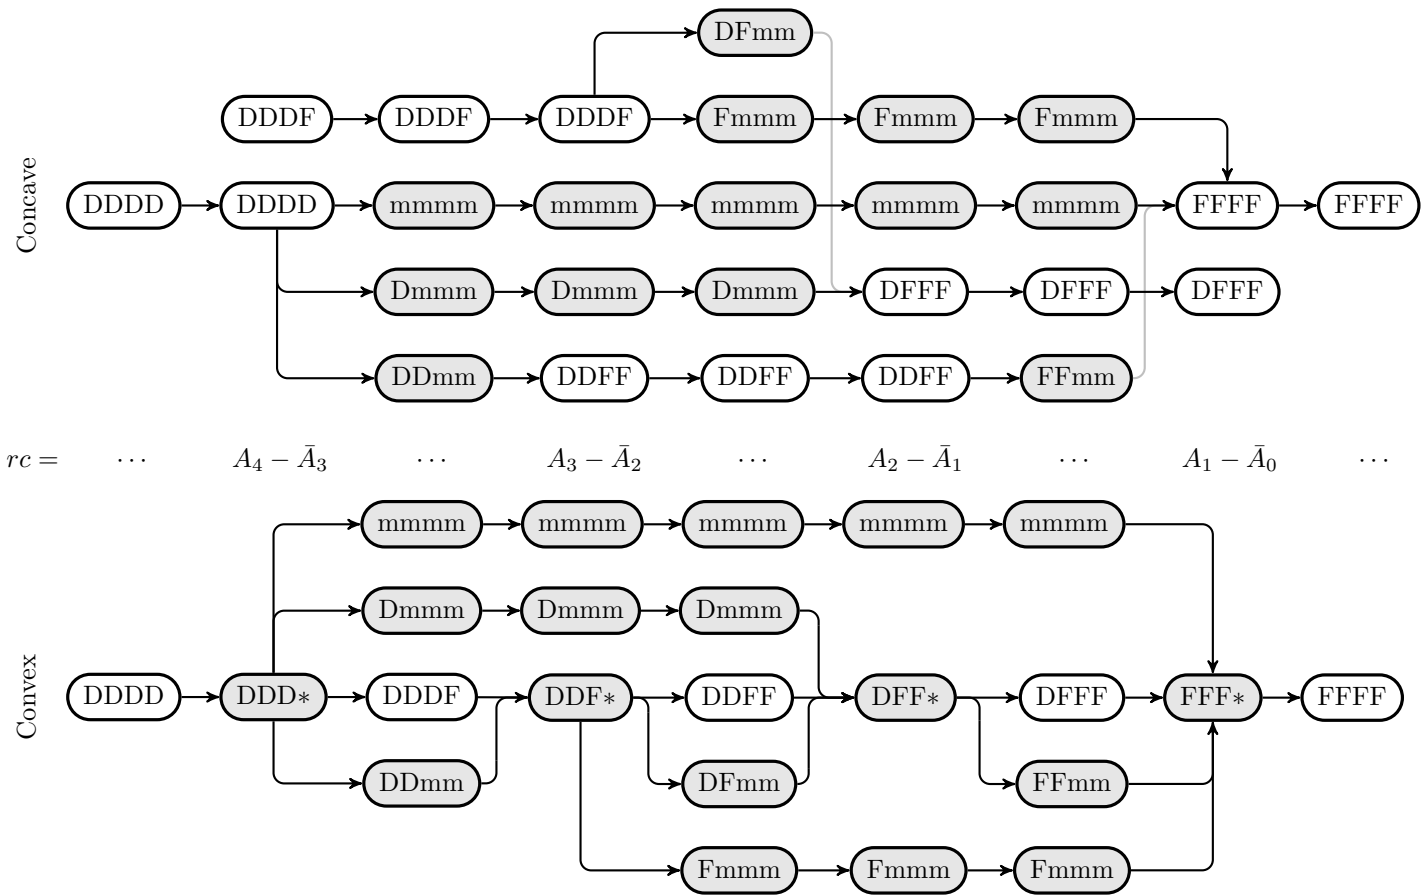 DFmm
DDDF DDDF DDDF Fmmm Fmmm Fmmm
Concave
DDDD DDDD mmmm mmmm mmmm mmmm mmmm FFFF FFFF
Dmmm Dmmm Dmmm DFFF DFFF DFFF
DDmm DDFF DDFF DDFF FFmm
rc = ⋯ A₄ − Ā₃ ⋯ A₃ − Ā₂ ⋯ A₂ − Ā₁ ⋯ A₁ − Ā₀ ⋯
mmmm mmmm mmmm mmmm mmmm
Dmmm Dmmm Dmmm
Convex
DDDD DDD* DDDF DDF* DDFF DFF* DFFF FFF* FFFF
DDmm DFmm FFmm
Fmmm Fmmm Fmmm